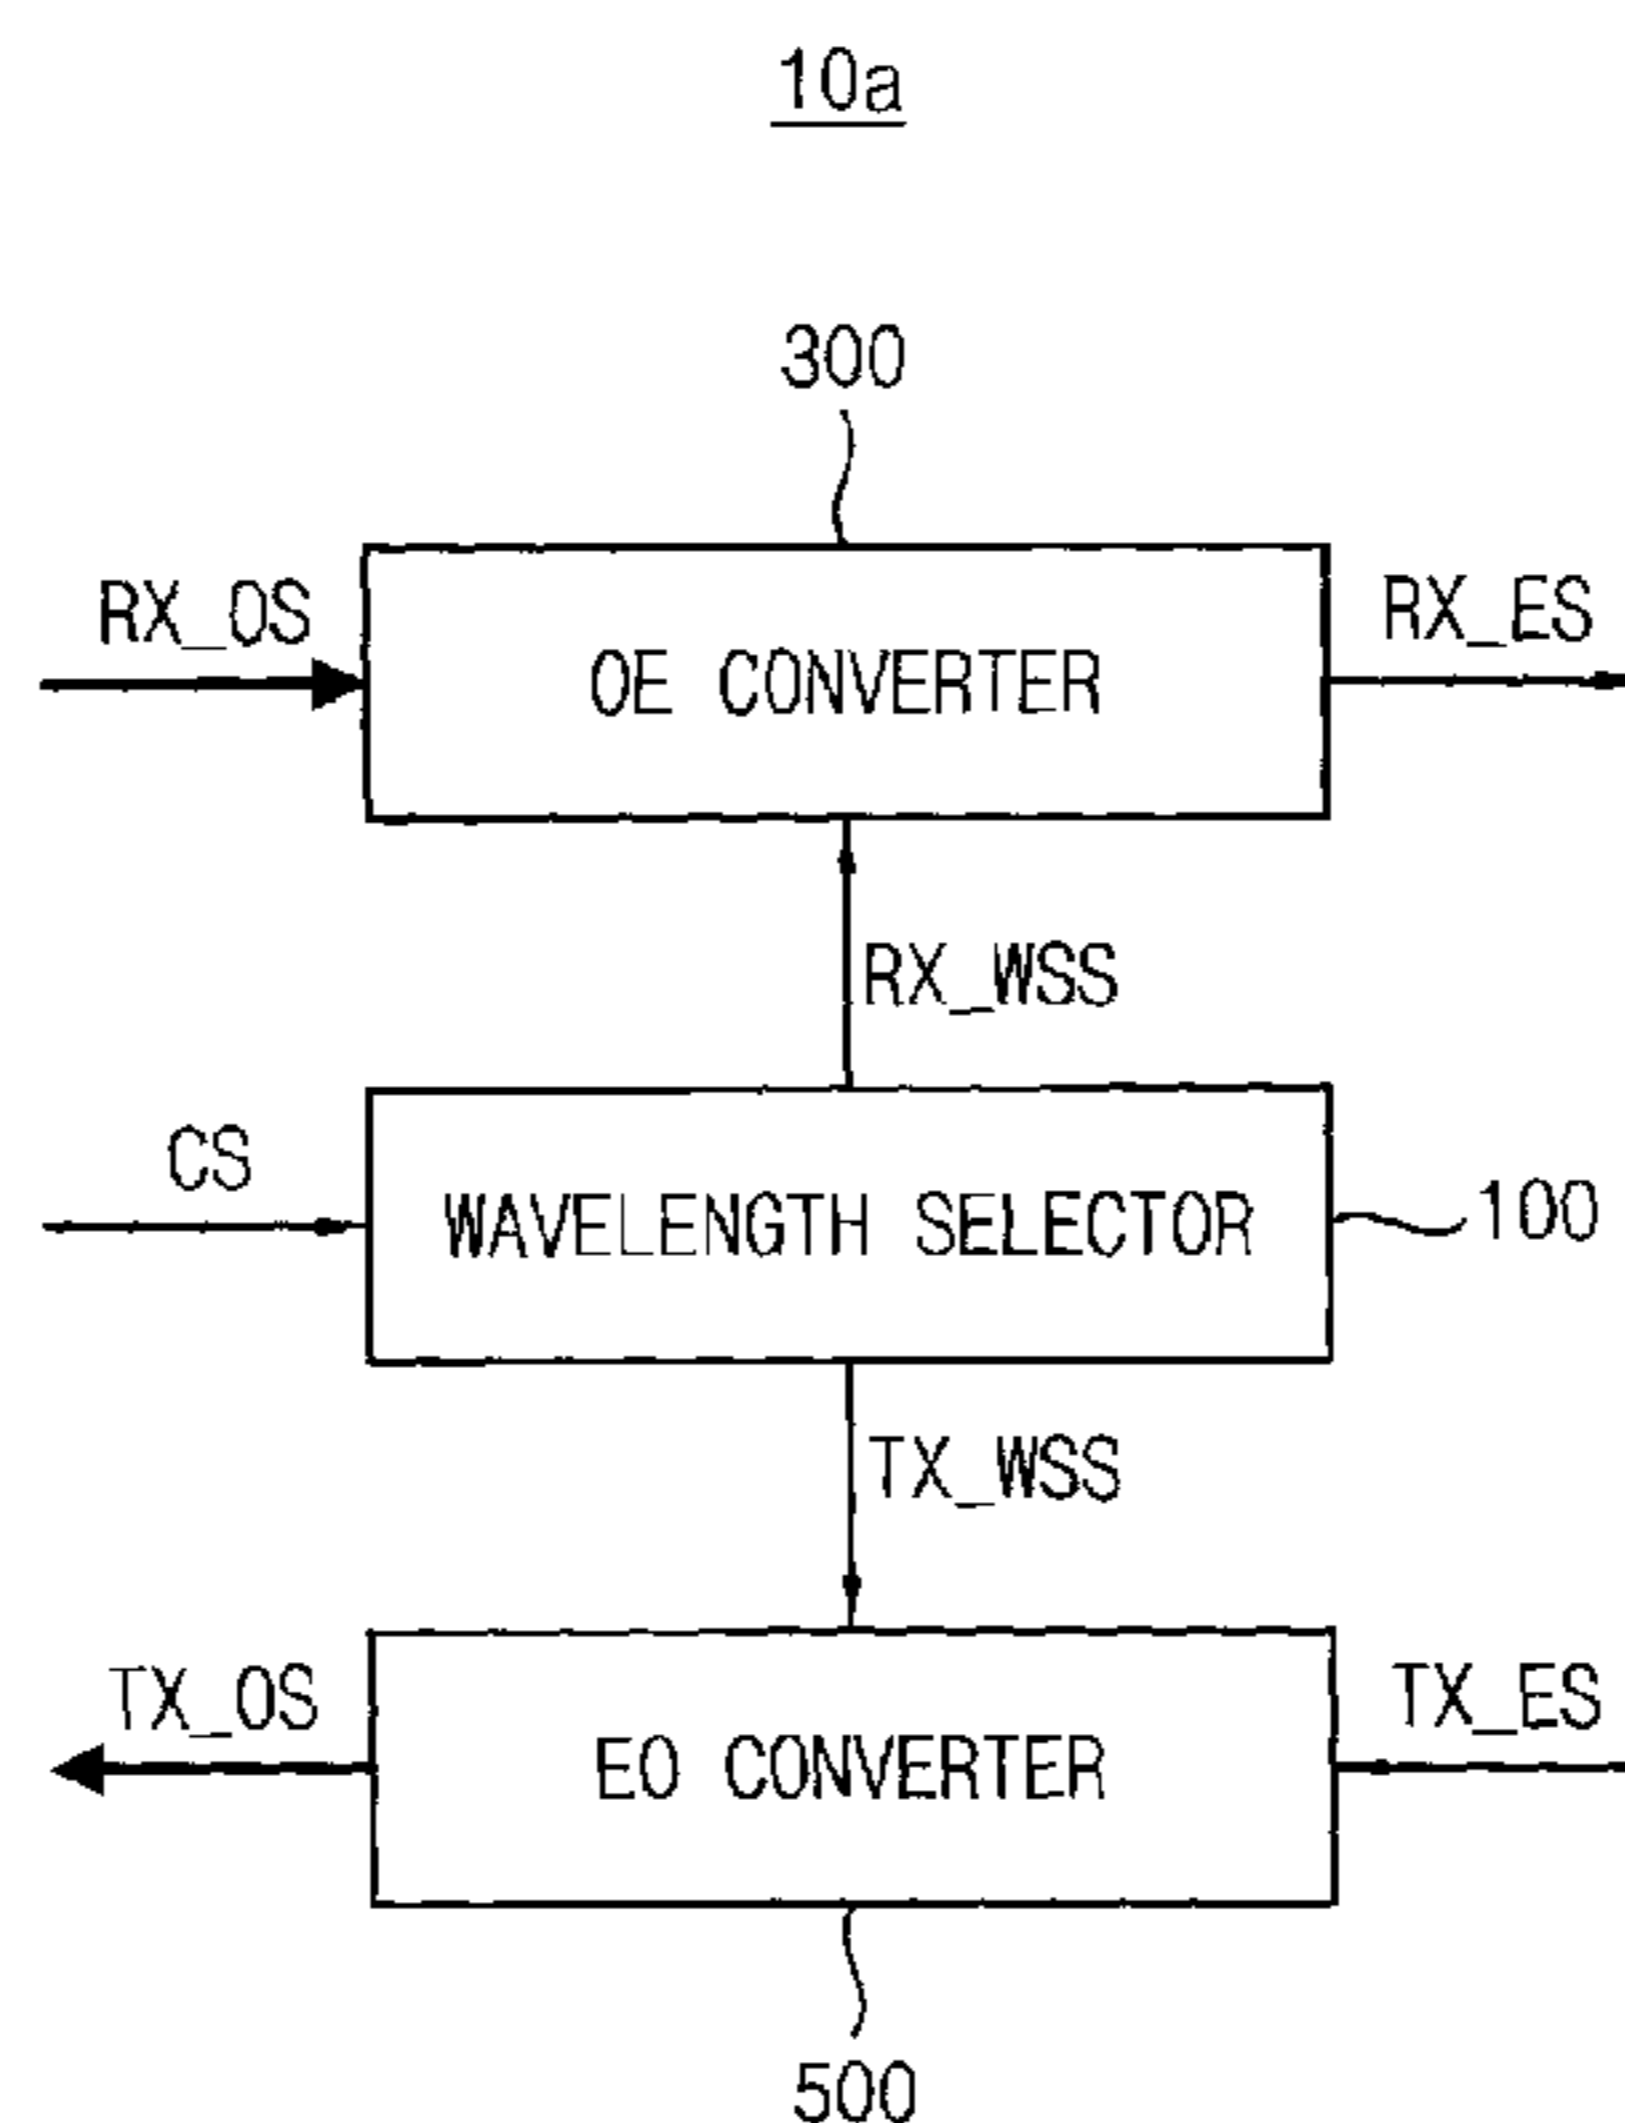 10a
300
RX_OS
RX_ES
OE CONVERTER
RX_WSS
CS
WAVELENGTH SELECTOR
100
TX_WSS
TX_OS
TX_ES
EO CONVERTER
500